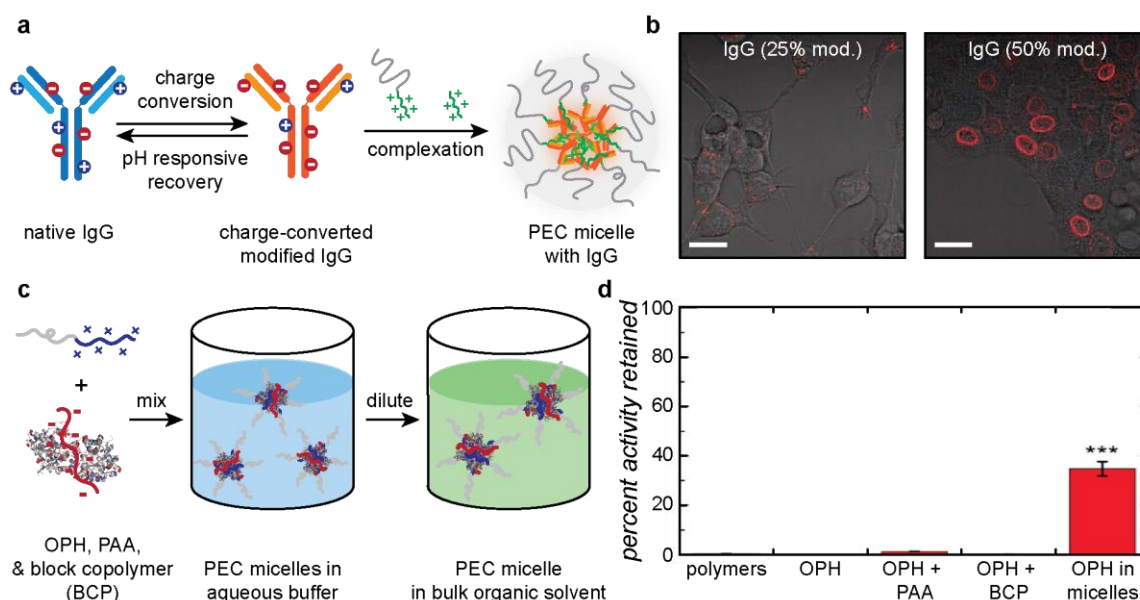 a
charge
conversion
pH responsive
recovery
complexation
native IgG
charge-converted
modified IgG
PEC micelle
with IgG
b
IgG (25% mod.)
IgG (50% mod.)
c
+
mix
dilute
OPH, PAA,
& block copolymer
(BCP)
PEC micelles in
aqueous buffer
PEC micelle
in bulk organic solvent
d
percent activity retained
100
80
60
40
20
0
***
polymers
OPH
OPH +
PAA
OPH +
BCP
OPH in
micelles